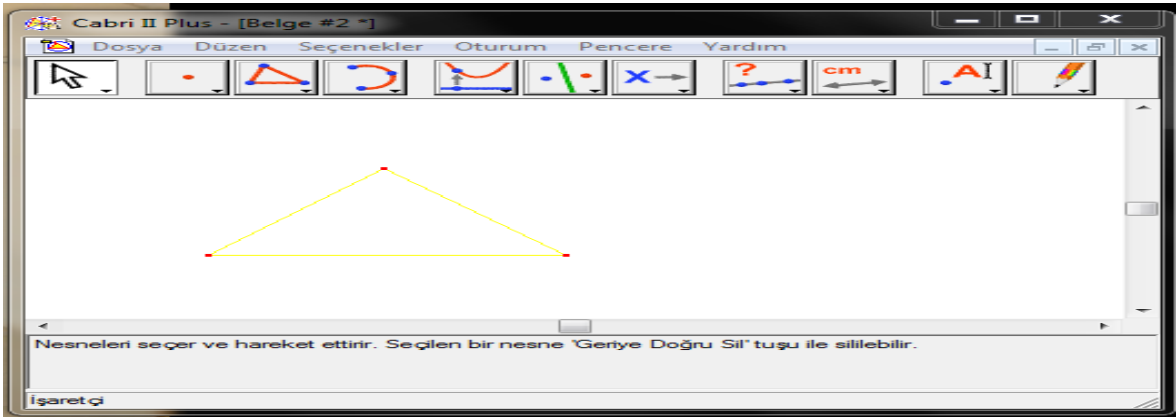 Cabri II Plus - [Belge #2 *]
Dosya Düzen Seçenekler Oturum Pencere Yardım
? cm A
Nesneleri seçer ve hareket ettirir. Seçilen bir nesne 'Geriye Doğru Sil' tuşu ile sililebilir.
İşaretçi